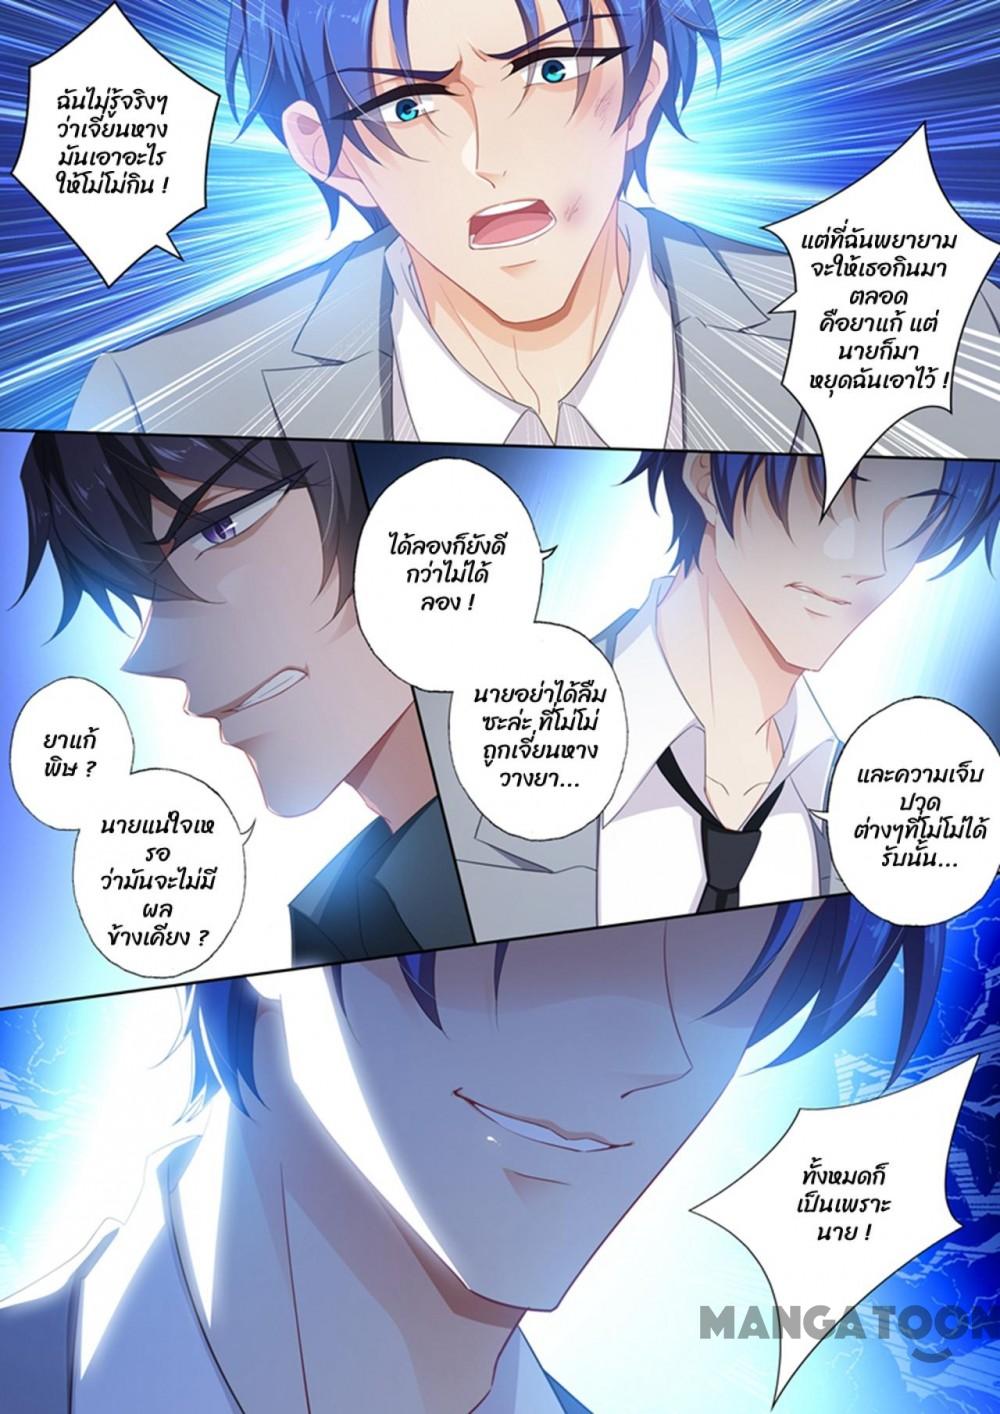 ฉันไม่รู้จริงๆ
ว่าเจี่ยนหาง
มันเอาอะไร
ให้โม่โม่กิน !
แต่ที่ฉันพยายาม
จะให้เธอกินมา
ตลอด
คือยาแก้ แต่
นายก็มา
หยุดฉันเอาไว้ !
ยาแก้
พิษ ?
นายแน่ใจเห
รอ
ว่ามันจะไม่มี
ผล
ข้างเคียง ?
ได้ลองก็ยังดี
กว่าไม่ได้
ลอง !
นายอย่าได้ลืม
ซะล่ะ ที่โม่โม่
ถูกเจี่ยนหาง
วางยา...
และความเจ็บ
ปวด
ต่างๆที่โม่โม่ได้
รับนั้น...
ทั้งหมดก็
เป็นเพราะ
นาย !
MANGATOON